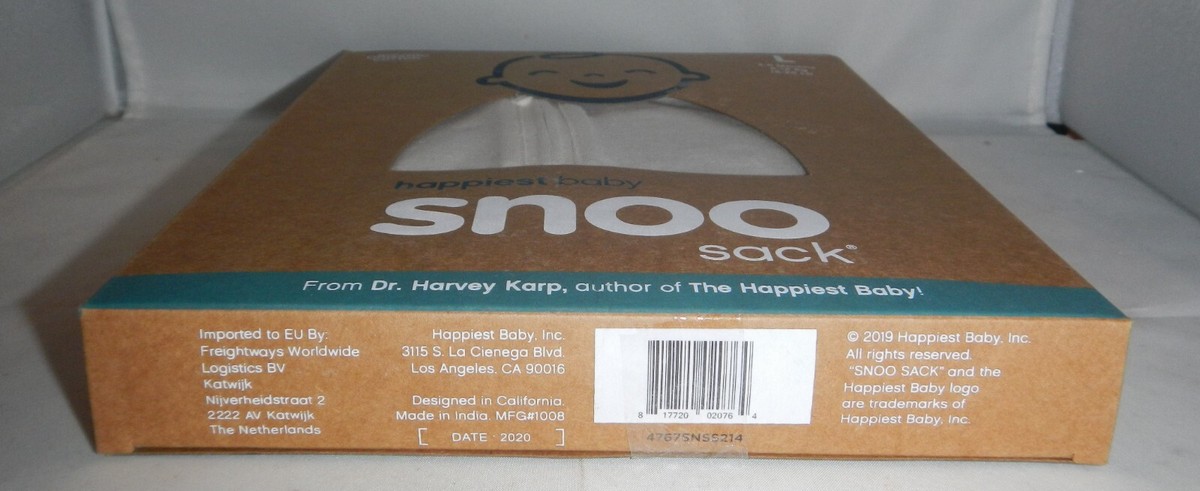 L
happiest baby
snoo
sack®
From Dr. Harvey Karp, author of The Happiest Baby!
Imported to EU By:
Freightways Worldwide
Logistics BV
Katwijk
Nijverheidstraat 2
2222 AV Katwijk
The Netherlands
Happiest Baby, Inc.
3115 S. La Cienega Blvd.
Los Angeles, CA 90016
Designed in California.
Made in India. MFG#1008
[ DATE 2020 ]
8 17720 02076 4
4767SNS5214
© 2019 Happiest Baby, Inc.
All rights reserved.
"SNOO SACK" and the
Happiest Baby logo
are trademarks of
Happiest Baby, Inc.